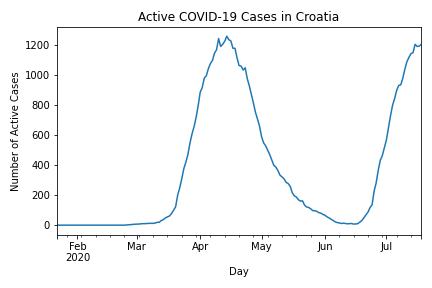 Active COVID-19 Cases in Croatia
Number of Active Cases
1200
1000
800
600
400
200
0
Feb
2020
Mar
Apr
May
Jun
Jul
Day